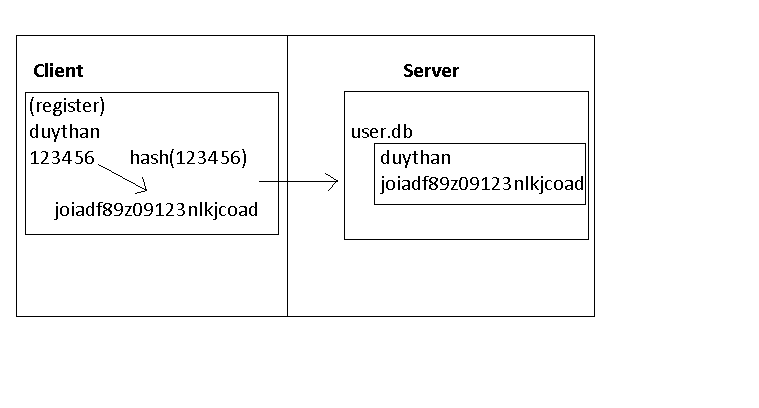 Client
(register)
duythan
123456 hash(123456)
joiadf89z09123nlkjcoad
Server
user.db
duythan
joiadf89z09123nlkjcoad